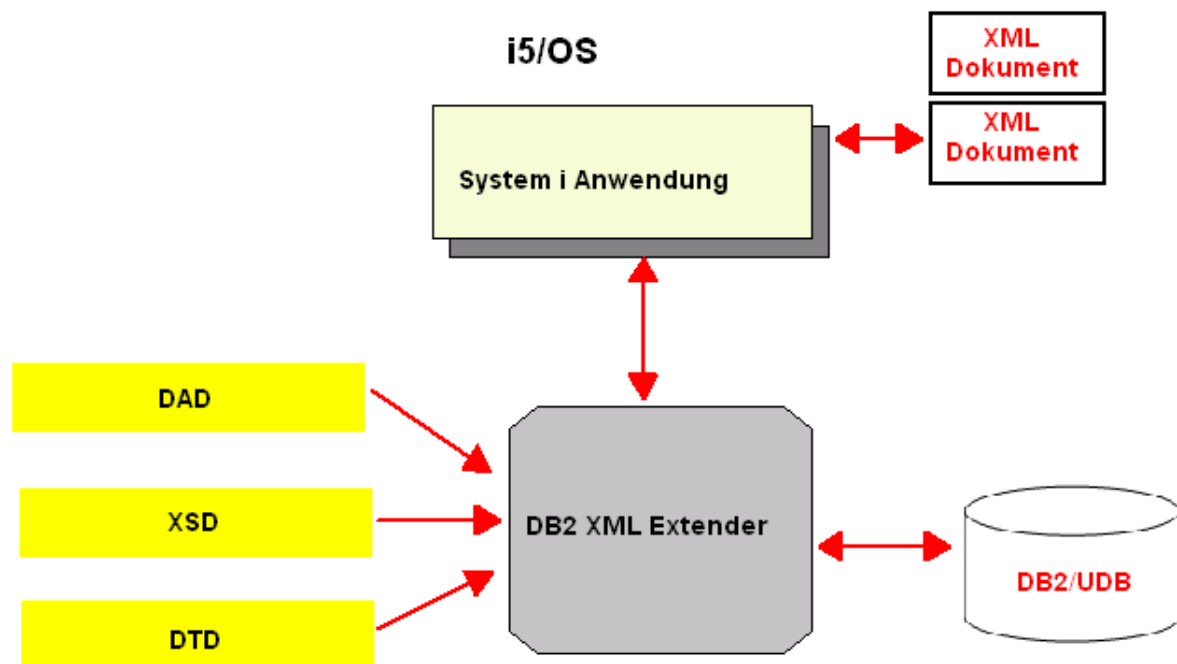 i5/OS
XML
Dokument
XML
Dokument
System i Anwendung
DAD
XSD
DB2 XML Extender
DB2/UDB
DTD